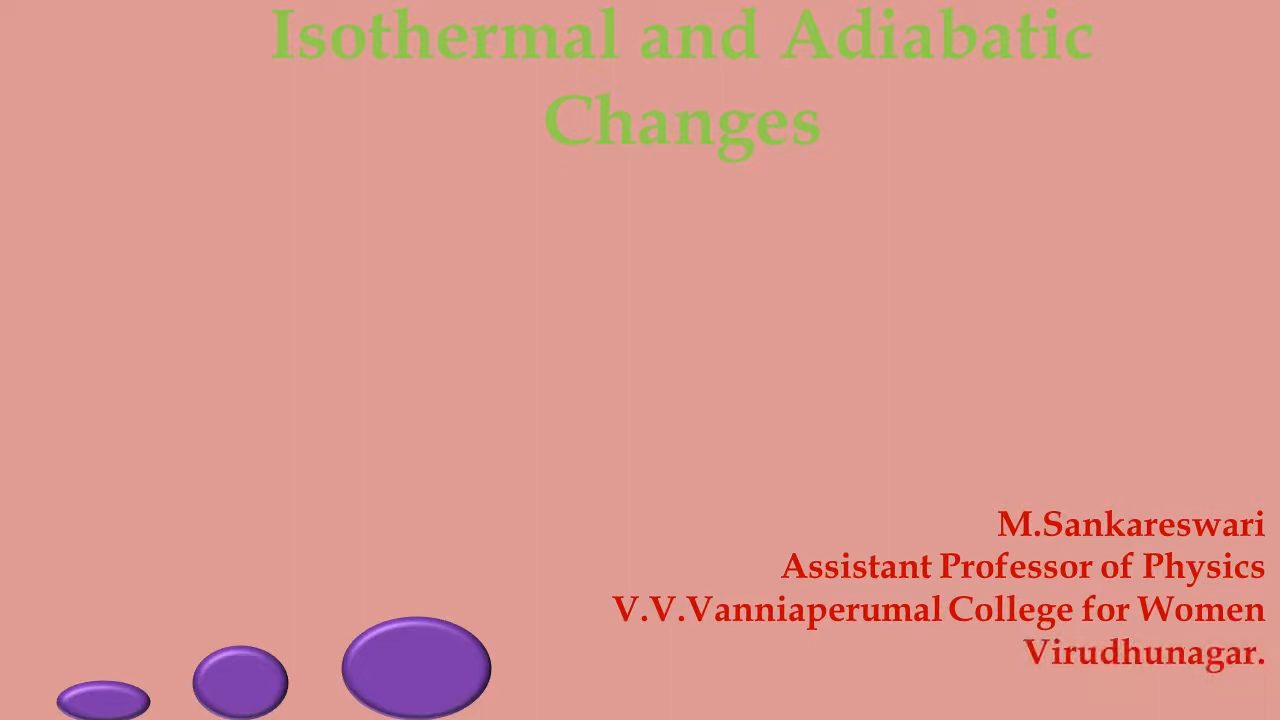 Isothermal and Adiabatic
Changes
M.Sankareswari
Assistant Professor of Physics
V.V.Vanniaperumal College for Women
Virudhunagar.